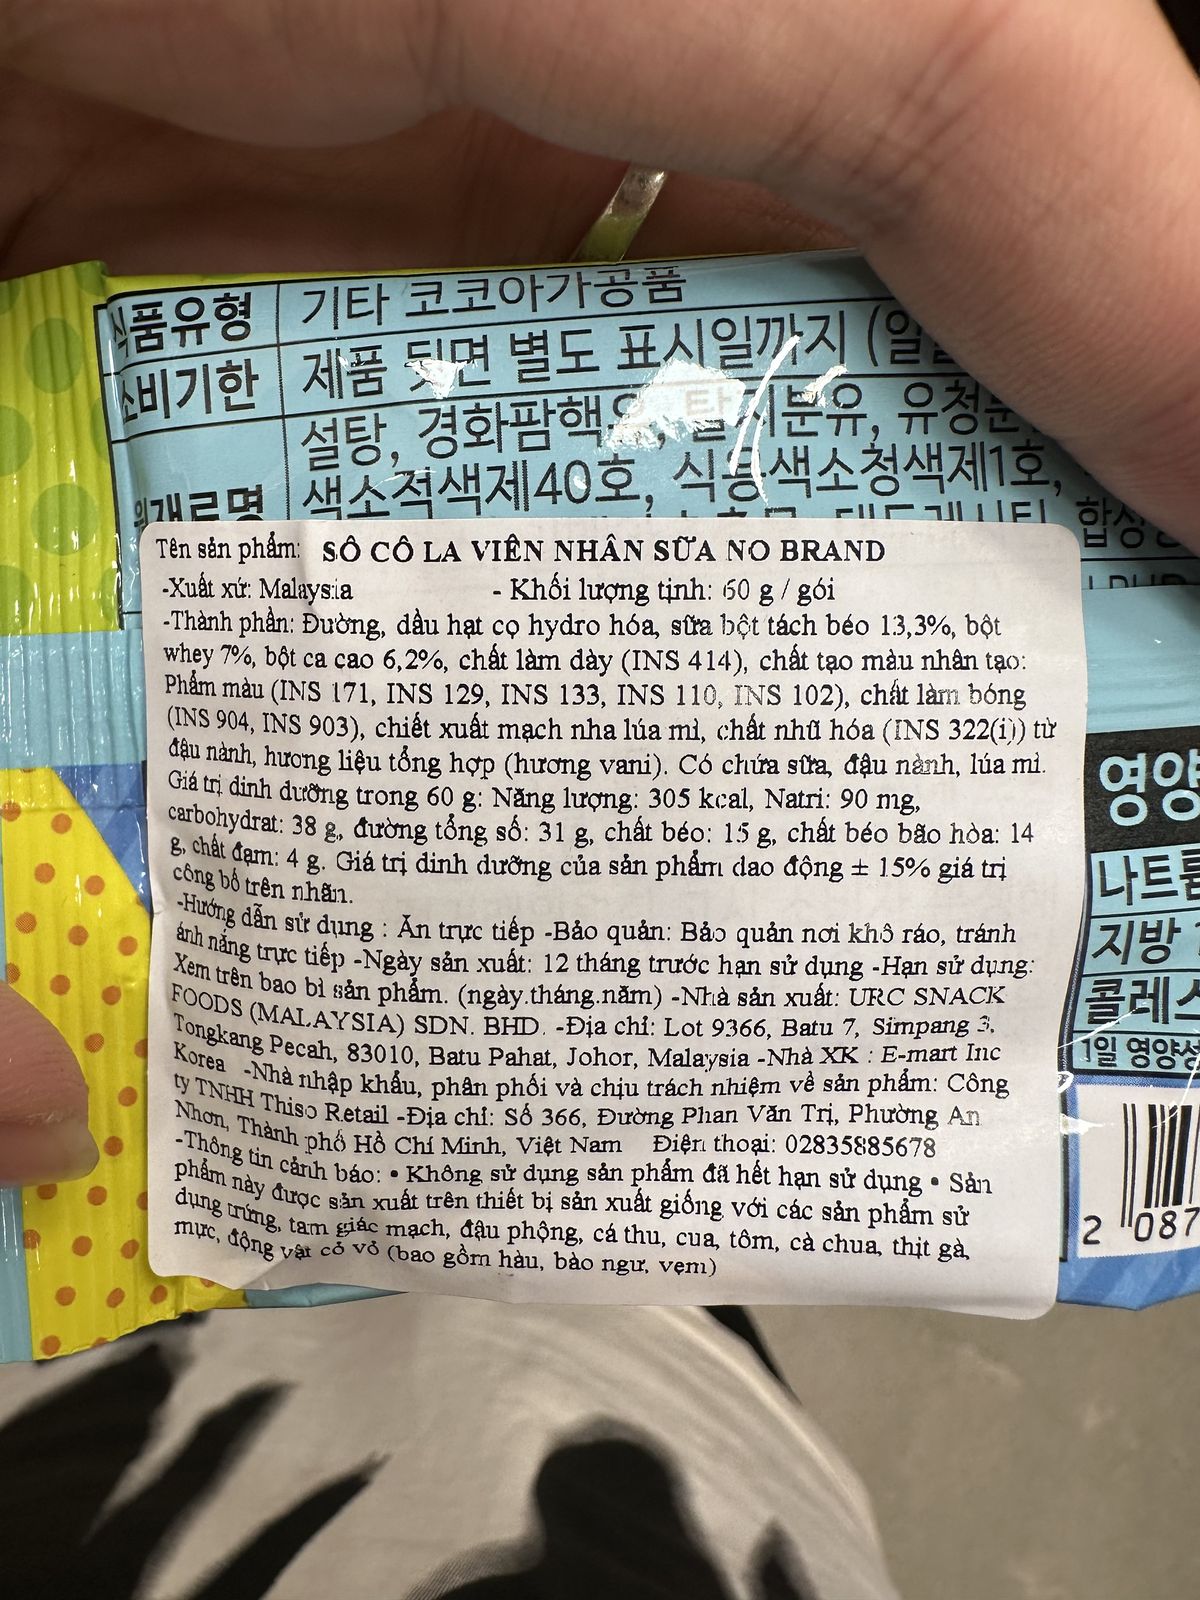 식품유형 기타 코코아가공품
소비기한 제품 뒷면 별도 표시일까지 (일
설탕, 경화팜핵유, 탈지분유, 유청분
원재료명 색소적색제40호, 식용색소청색제1호,
합성
Tên sản phẩm: SÔ CÔ LA VIÊN NHÂN SỮA NO BRAND
-Xuất xứ: Malaysia - Khối lượng tịnh: 60 g / gói
-Thành phần: Đường, dầu hạt cọ hydro hóa, sữa bột tách béo 13,3%, bột
whey 7%, bột ca cao 6,2%, chất làm dày (INS 414), chất tạo màu nhân tạo:
Phẩm màu (INS 171, INS 129, INS 133, INS 110, INS 102), chất làm bóng
(INS 904, INS 903), chiết xuất mạch nha lúa mì, chất nhũ hóa (INS 322(i)) từ
đậu nành, hương liệu tổng hợp (hương vani). Có chứa sữa, đậu nành, lúa mì.
Giá trị dinh dưỡng trong 60 g: Năng lượng: 305 kcal, Natri: 90 mg,
carbohydrat: 38 g, đường tổng số: 31 g, chất béo: 15 g, chất béo bão hòa: 14
g, chất đạm: 4 g. Giá trị dinh dưỡng của sản phẩm dao động ± 15% giá trị
công bố trên nhãn.
-Hướng dẫn sử dụng : Ăn trực tiếp -Bảo quản: Bảo quản nơi khô ráo, tránh
ánh nắng trực tiếp -Ngày sản xuất: 12 tháng trước hạn sử dụng -Hạn sử dụng:
Xem trên bao bì sản phẩm. (ngày.tháng.năm) -Nhà sản xuất: URC SNACK
FOODS (MALAYSIA) SDN. BHD. -Địa chỉ: Lot 9366, Batu 7, Simpang 3,
Tongkang Pecah, 83010, Batu Pahat, Johor, Malaysia -Nhà XK : E-mart Inc
Korea -Nhà nhập khẩu, phân phối và chịu trách nhiệm về sản phẩm: Công
ty TNHH Thiso Retail -Địa chỉ: Số 366, Đường Phan Văn Trị, Phường An
Nhơn, Thành phố Hồ Chí Minh, Việt Nam Điện thoại: 02835885678
-Thông tin cảnh báo: • Không sử dụng sản phẩm đã hết hạn sử dụng • Sản
phẩm này được sản xuất trên thiết bị sản xuất giống với các sản phẩm sử
dụng trứng, tam giác mạch, đậu phộng, cá thu, cua, tôm, cà chua, thịt gà,
mực, động vật có vỏ (bao gồm hàu, bào ngư, vẹm)
영양
나트륨
지방
콜레스
1일 영양성
2 087